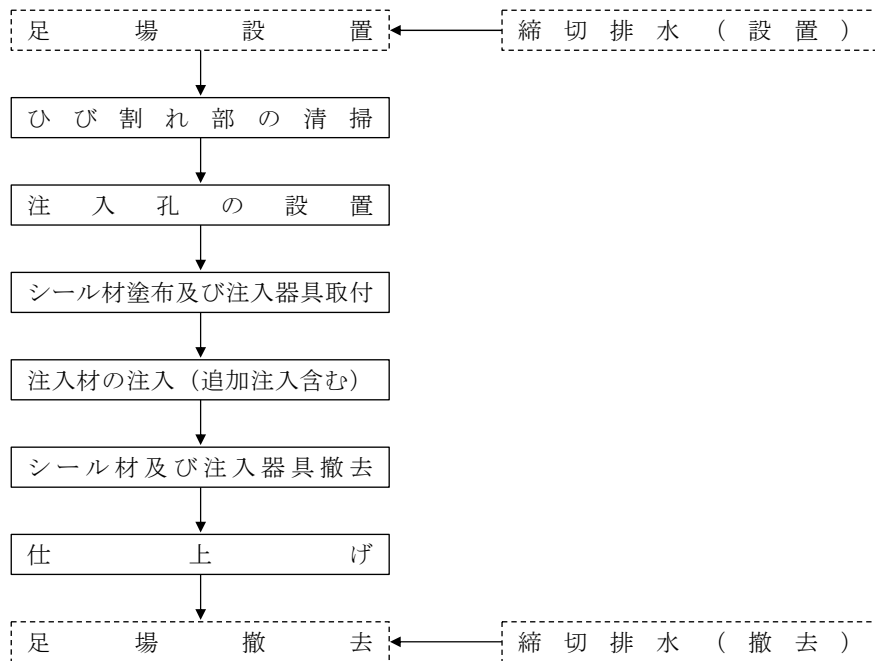 足場設置
締切排水（設置）
ひび割れ部の清掃
注入孔の設置
シール材塗布及び注入器具取付
注入材の注入（追加注入含む）
シール材及び注入器具撤去
仕上げ
足場撤去
締切排水（撤去）